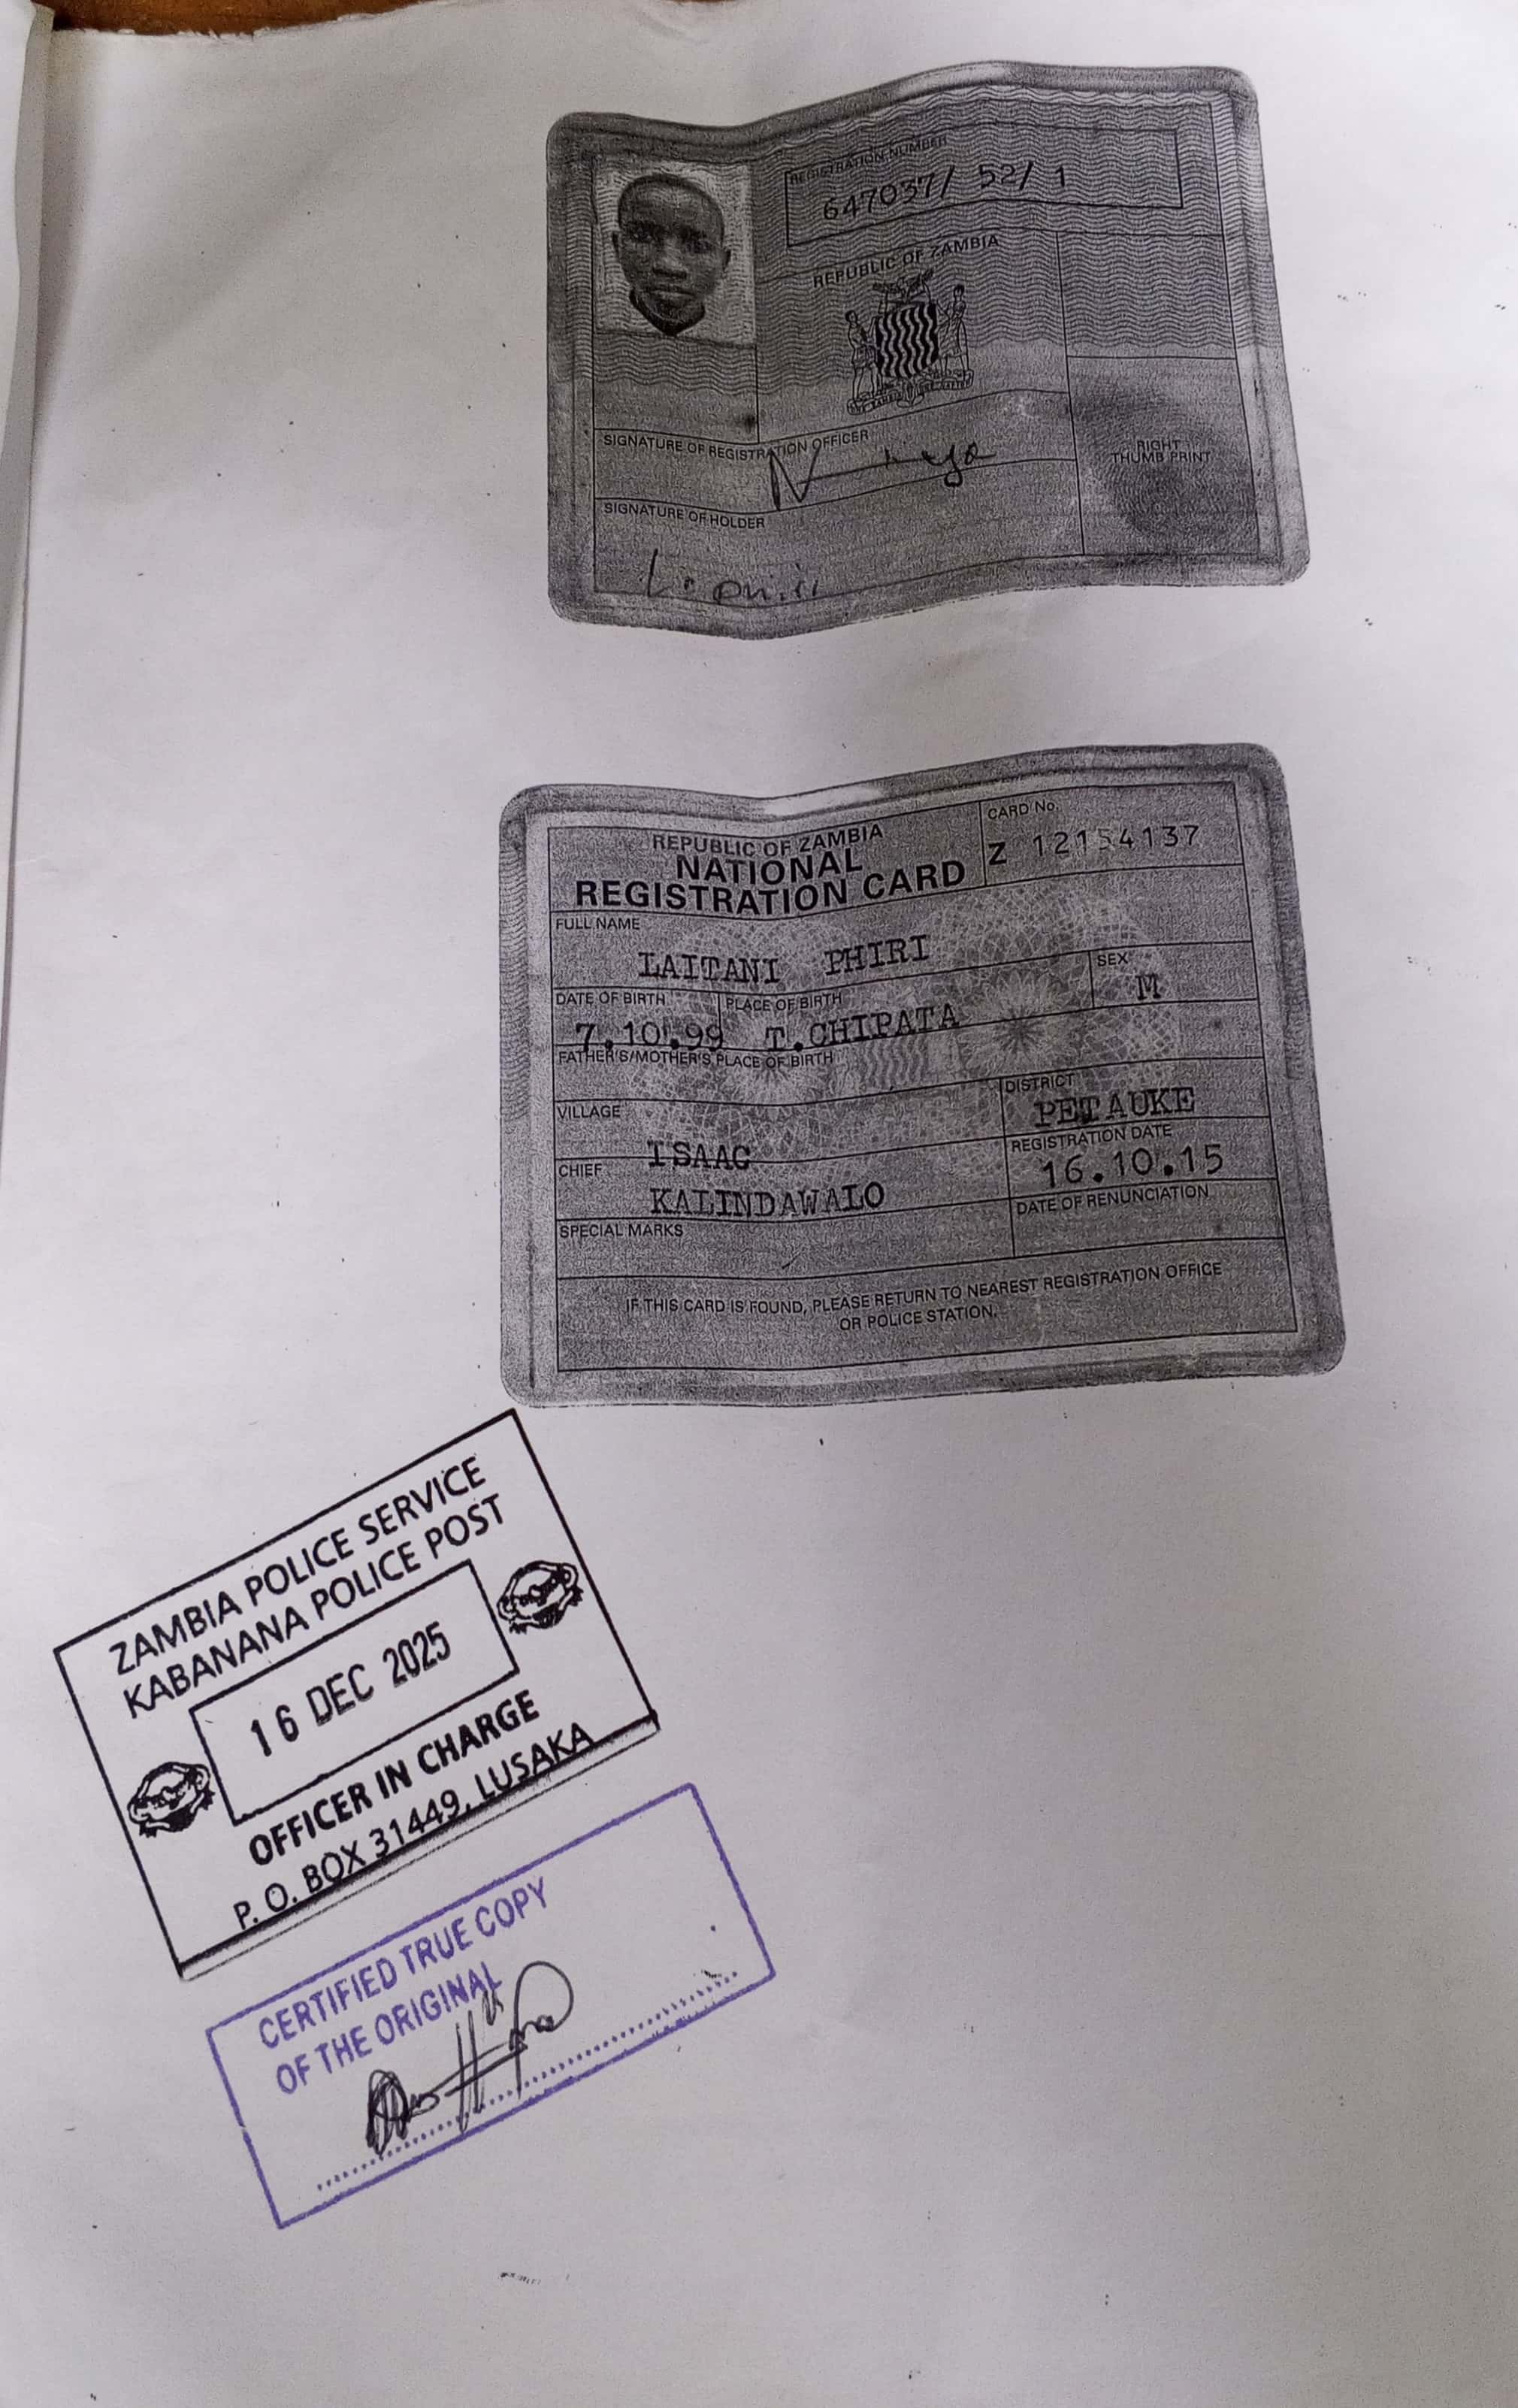 REGISTRATION NUMBER
647037/ 52/ 1
REPUBLIC OF ZAMBIA
SIGNATURE OF REGISTRATION OFFICER
RIGHT
THUMB PRINT
SIGNATURE OF HOLDER
REPUBLIC OF ZAMBIA
NATIONAL
REGISTRATION CARD
CARD No.
Z 12154137
FULL NAME
LAITANI PHIRI
SEX
M
DATE OF BIRTH
7.10.99
PLACE OF BIRTH
T.CHIPATA
FATHER'S/MOTHER'S PLACE OF BIRTH
DISTRICT
PETAUKE
VILLAGE
ISAAC
REGISTRATION DATE
16.10.15
CHIEF
KALINDAWALO
DATE OF RENUNCIATION
SPECIAL MARKS
IF THIS CARD IS FOUND, PLEASE RETURN TO NEAREST REGISTRATION OFFICE
OR POLICE STATION.
ZAMBIA POLICE SERVICE
KABANANA POLICE POST
16 DEC 2025
OFFICER IN CHARGE
P. O. BOX 31449, LUSAKA
CERTIFIED TRUE COPY
OF THE ORIGINAL